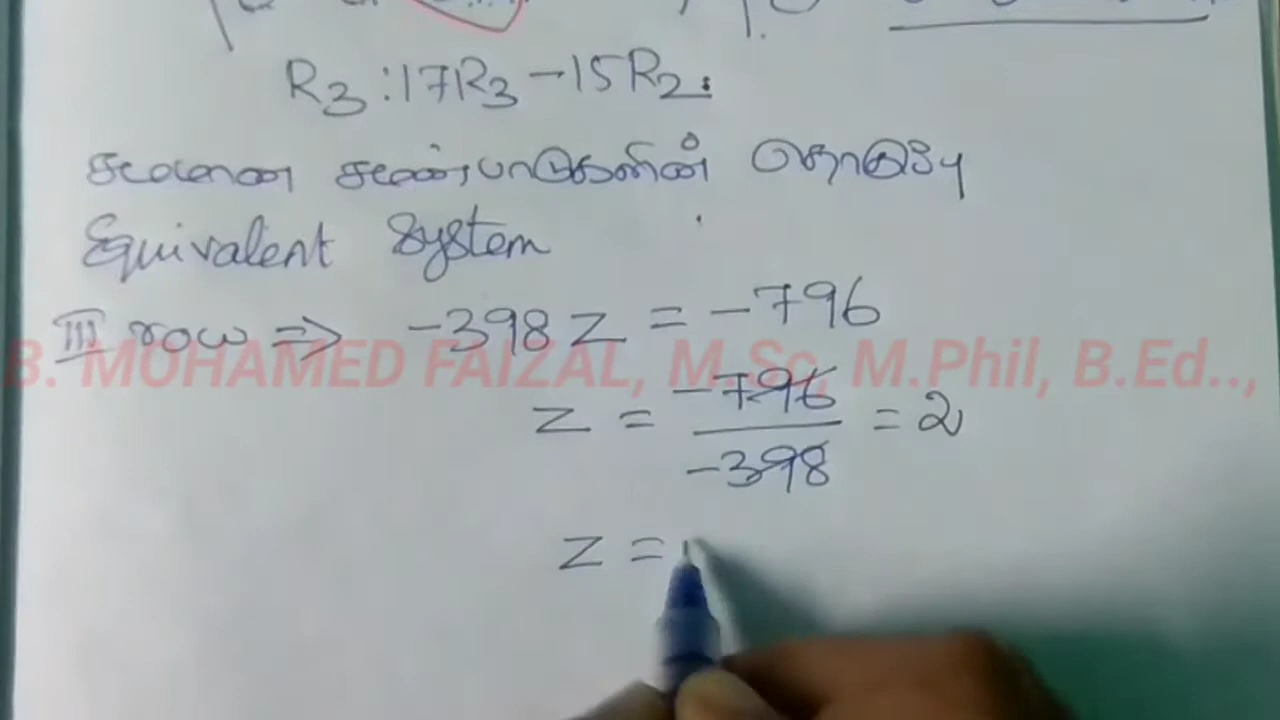 R3 : 17R3 – 15R2 :
சமமான சமன்பாடுகளின் தொகுப்பு
Equivalent System
III row ⇒ -398 Z = -796
B. MOHAMED FAIZAL, M.Sc, M.Phil, B.Ed..,
Z = -796 / -398 = 2
Z =